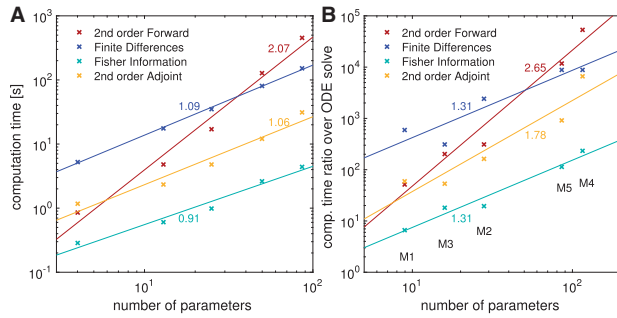 A
2nd order Forward
Finite Differences
Fisher Information
2nd order Adjoint
2.07
1.09
1.06
0.91
computation time [s]
10^3
10^2
10^1
10^0
10^-1
10^1
10^2
number of parameters
B
2nd order Forward
Finite Differences
Fisher Information
2nd order Adjoint
2.65
1.31
1.78
1.31
M1
M3
M2
M5
M4
comp. time ratio over ODE solve
10^5
10^4
10^3
10^2
10^1
10^0
10^1
10^2
number of parameters